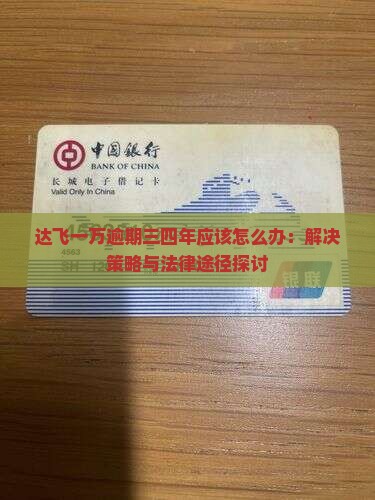 中国银行
BANK OF CHINA
长城电子借记卡
Valid Only In China
达飞一万逾期三四年应该怎么办：解决
策略与法律途径探讨
4563
银联